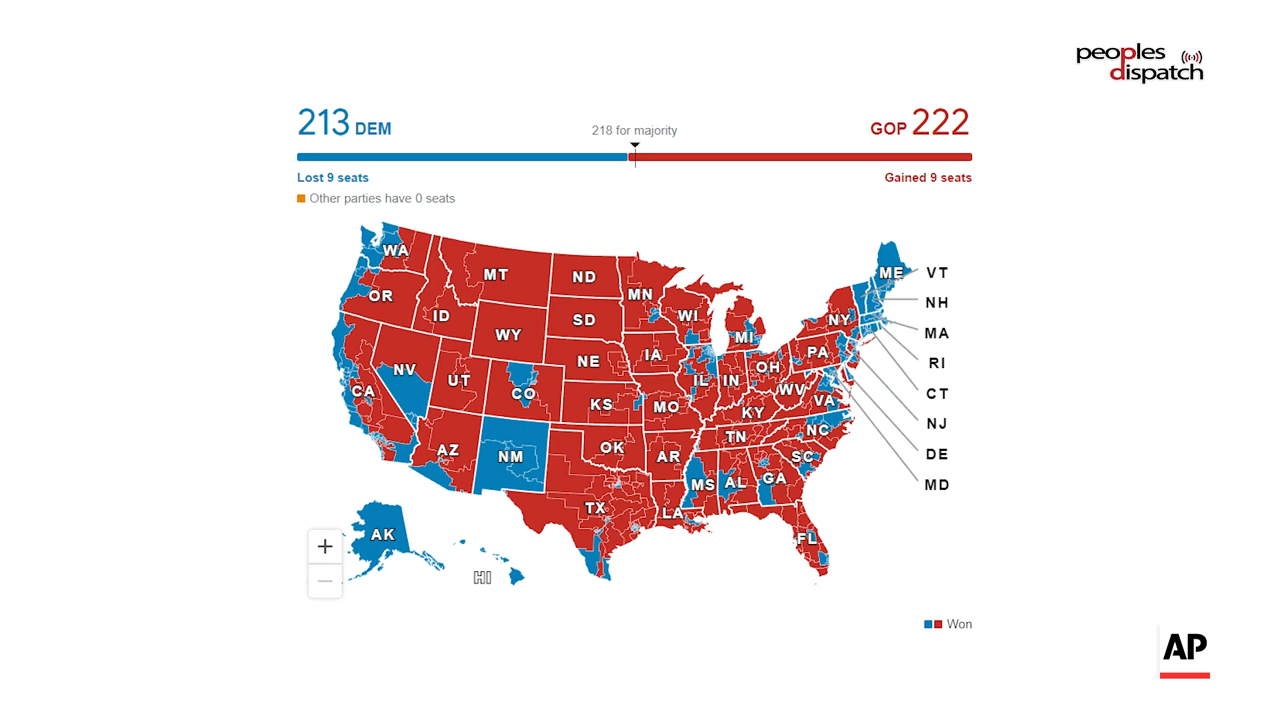 peoples
dispatch
213 DEM
218 for majority
GOP 222
Lost 9 seats
Gained 9 seats
Other parties have 0 seats
WA
ME
VT
MT
ND
MN
OR
NH
ID
SD
WI
NY
MA
WY
MI
PA
RI
NE
IA
OH
NV
UT
CO
IL
IN
WV
CA
KS
MO
KY
VA
CT
NJ
AZ
NM
OK
AR
TN
NC
SC
DE
TX
LA
MS
AL
GA
MD
AK
FL
HI
+
−
Won
AP